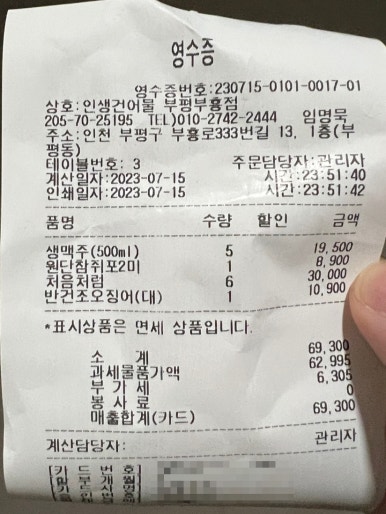 영수증
영수증번호:230715-0101-0017-01
상호:인생건어물 부평부흥점
205-70-25195 TEL)010-2742-2444 임명묵
주소:인천 부평구 부흥로333번길 13, 1층(부
평동)
테이블번호: 3 주문담당자:관리자
계산일자:2023-07-15 시간:23:51:40
인쇄일자:2023-07-15 시간:23:51:42
품명 수량 할인 금액
생맥주(500ml) 5 19,500
원단참쥐포2미 1 8,900
처음처럼 6 30,000
반건조오징어(대) 1 10,900
*표시상품은 면세 상품입니다.
소 계 69,300
과세물품가액 62,995
부 가 세 6,305
봉 사 료 0
매출합계(카드) 69,300
계산담당자: 관리자
카 드 번 호